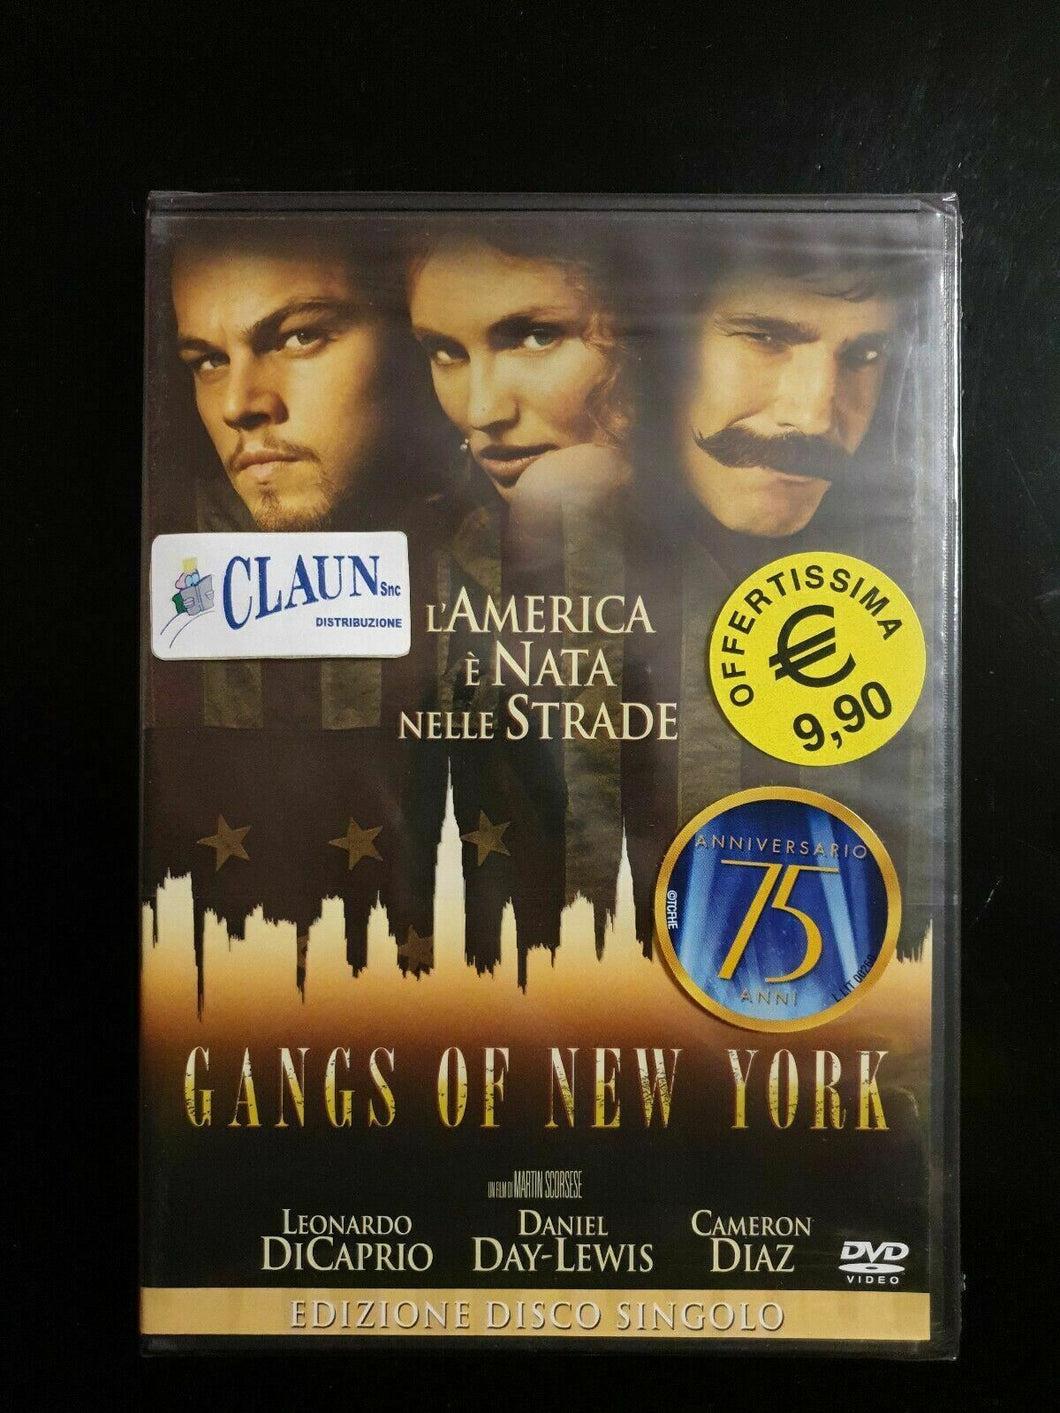 CLAUN Snc
DISTRIBUZIONE
L'AMERICA
È NATA
NELLE STRADE
OFFERTISSIMA
€
9,90
ANNIVERSARIO
75
ANNI
©TCFHE
GANGS OF NEW YORK
UN FILM DI MARTIN SCORSESE
LEONARDO
DICAPRIO
DANIEL
DAY-LEWIS
CAMERON
DIAZ
DVD
VIDEO
EDIZIONE DISCO SINGOLO